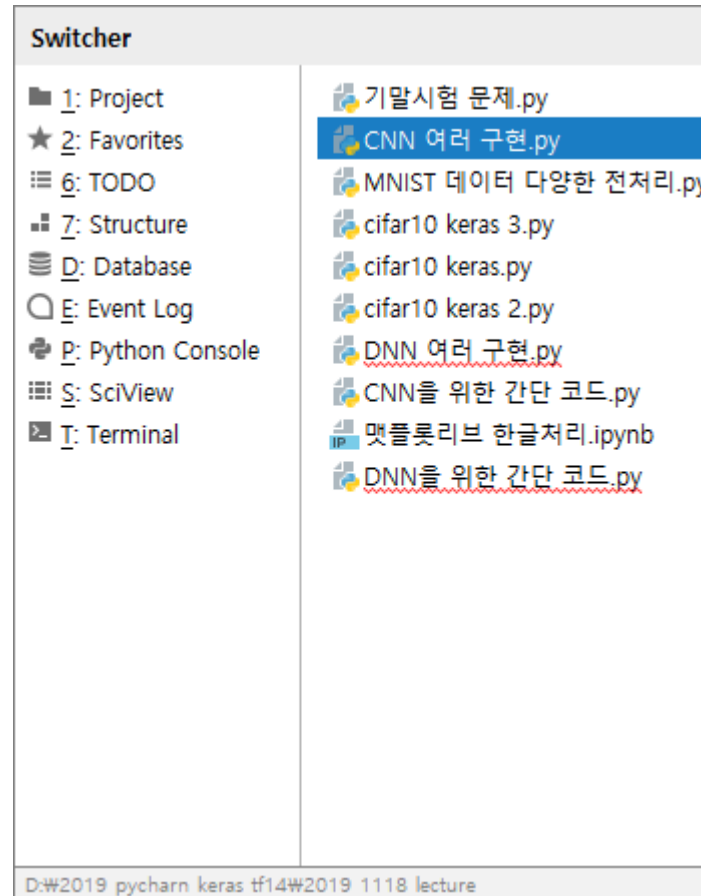 Switcher
1: Project
2: Favorites
6: TODO
7: Structure
D: Database
E: Event Log
P: Python Console
S: SciView
T: Terminal
기말시험 문제.py
CNN 여러 구현.py
MNIST 데이터 다양한 전처리.py
cifar10 keras 3.py
cifar10 keras.py
cifar10 keras 2.py
DNN 여러 구현.py
CNN을 위한 간단 코드.py
IP 맷플롯리브 한글처리.ipynb
DNN을 위한 간단 코드.py
D:₩2019 pycharn keras tf14₩2019 1118 lecture